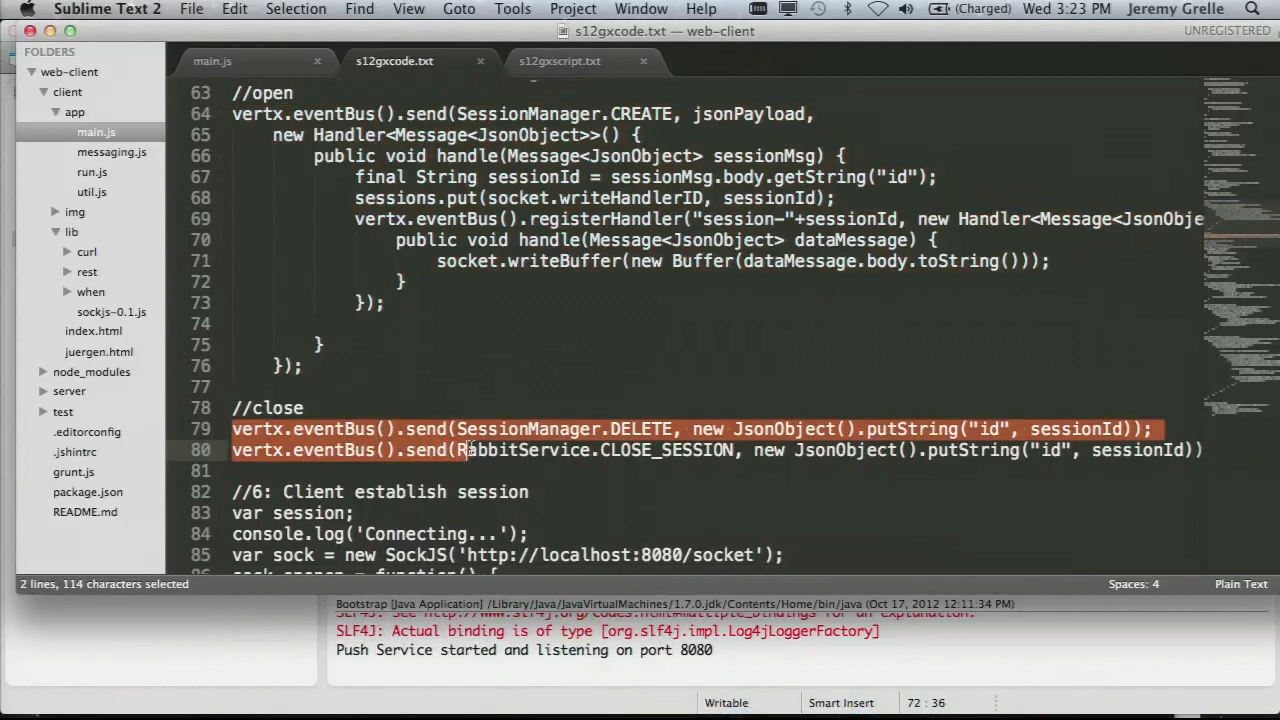 Sublime Text 2 File Edit Selection Find View Goto Tools Project Window Help (Charged) Wed 3:23 PM Jeremy Grelle
s12gxcode.txt — web-client UNREGISTERED
FOLDERS
web-client
client
app
main.js
messaging.js
run.js
util.js
img
lib
curl
rest
when
sockjs-0.1.js
index.html
juergen.html
node_modules
server
test
.editorconfig
.jshintrc
grunt.js
package.json
README.md
main.js × s12gxcode.txt × s12gxscript.txt ×
63 //open
64 vertx.eventBus().send(SessionManager.CREATE, jsonPayload,
65 new Handler<Message<JsonObject>>() {
66 public void handle(Message<JsonObject> sessionMsg) {
67 final String sessionId = sessionMsg.body.getString("id");
68 sessions.put(socket.writeHandlerID, sessionId);
69 vertx.eventBus().registerHandler("session-"+sessionId, new Handler<Message<JsonObje
70 public void handle(Message<JsonObject> dataMessage) {
71 socket.writeBuffer(new Buffer(dataMessage.body.toString()));
72 }
73 });
74
75 }
76 });
77
78 //close
79 vertx.eventBus().send(SessionManager.DELETE, new JsonObject().putString("id", sessionId));
80 vertx.eventBus().send(RabbitService.CLOSE_SESSION, new JsonObject().putString("id", sessionId))
81
82 //6: Client establish session
83 var session;
84 console.log('Connecting...');
85 var sock = new SockJS('http://localhost:8080/socket');
2 lines, 114 characters selected Spaces: 4 Plain Text
Bootstrap [Java Application] /Library/Java/JavaVirtualMachines/1.7.0.jdk/Contents/Home/bin/java (Oct 17, 2012 12:11:34 PM)
SLF4J: Actual binding is of type [org.slf4j.impl.Log4jLoggerFactory]
Push Service started and listening on port 8080
Writable Smart Insert 72 : 36